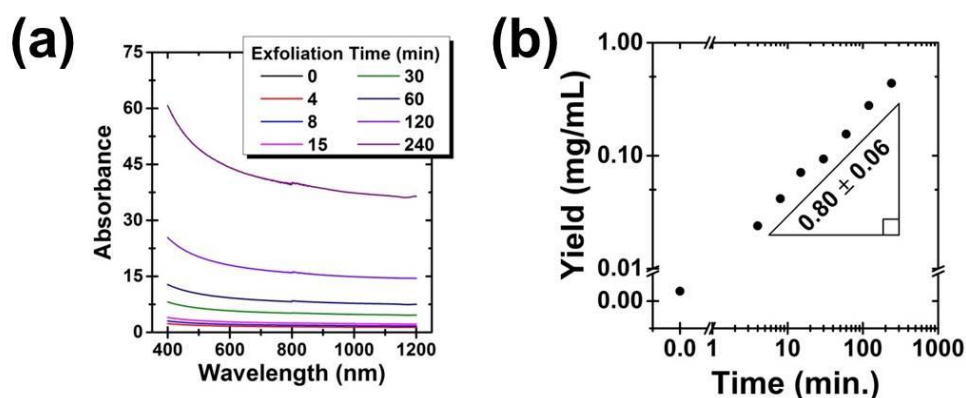 (a)
75
60
45
30
15
0
Absorbance
Exfoliation Time (min)
0 30
4 60
8 120
15 240
400 600 800 1000 1200
Wavelength (nm)
(b)
1.00
0.10
0.01
0.00
Yield (mg/mL)
0.80 ± 0.06
0.0 1 10 100 1000
Time (min.)